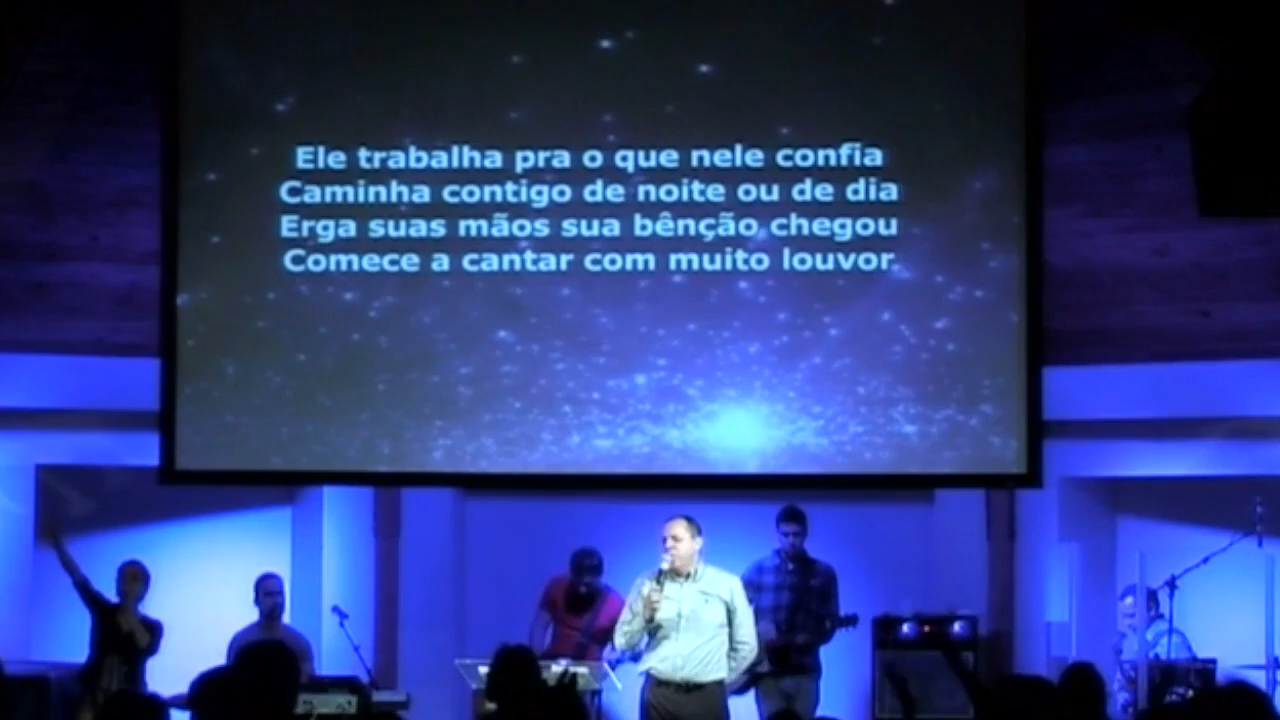 Ele trabalha pra o que nele confia
Caminha contigo de noite ou de dia
Erga suas mãos sua bênção chegou
Comece a cantar com muito louvor